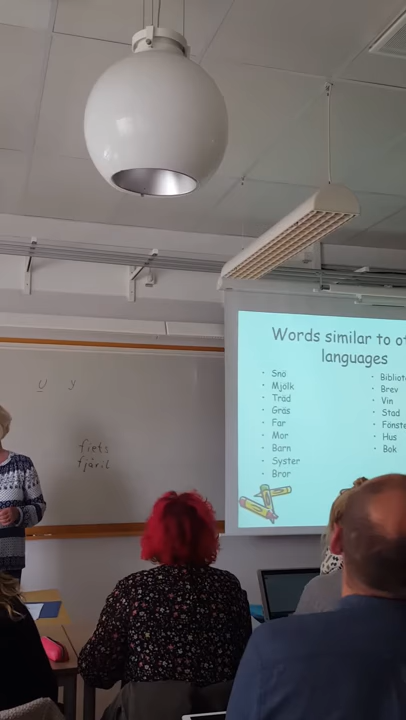 U y
fiets
fjäril
Words similar to
languages
Snö
Mjölk
Träd
Gräs
Far
Mor
Barn
Syster
Bror
Brev
Vin
Stad
Hus
Bok